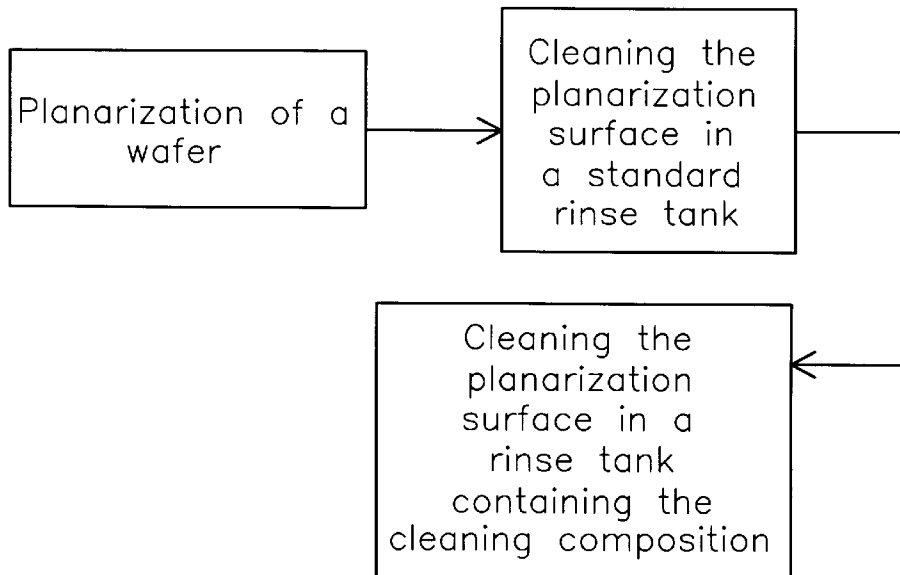 Planarization of a
wafer
Cleaning the
planarization
surface in
a standard
rinse tank
Cleaning the
planarization
surface in a
rinse tank
containing the
cleaning composition